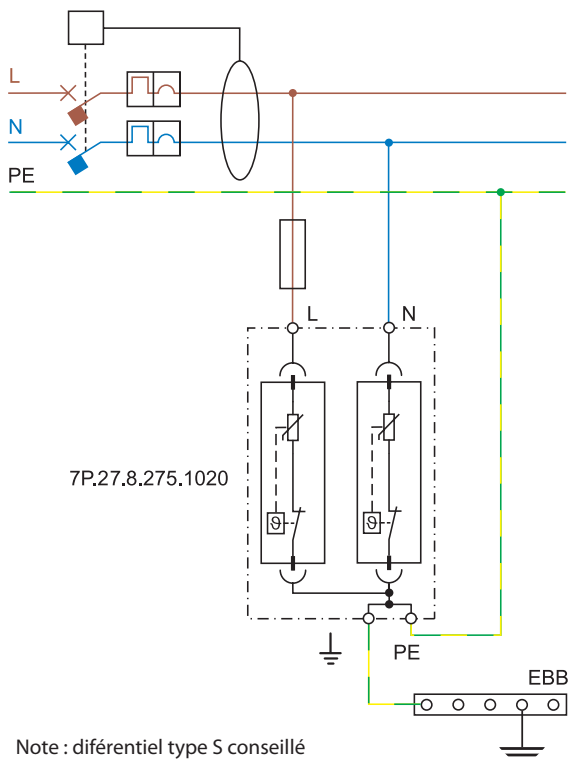 L
N
PE
L
N
7P.27.8.275.1020
ϑ
ϑ
PE
EBB
Note : diférentiel type S conseillé